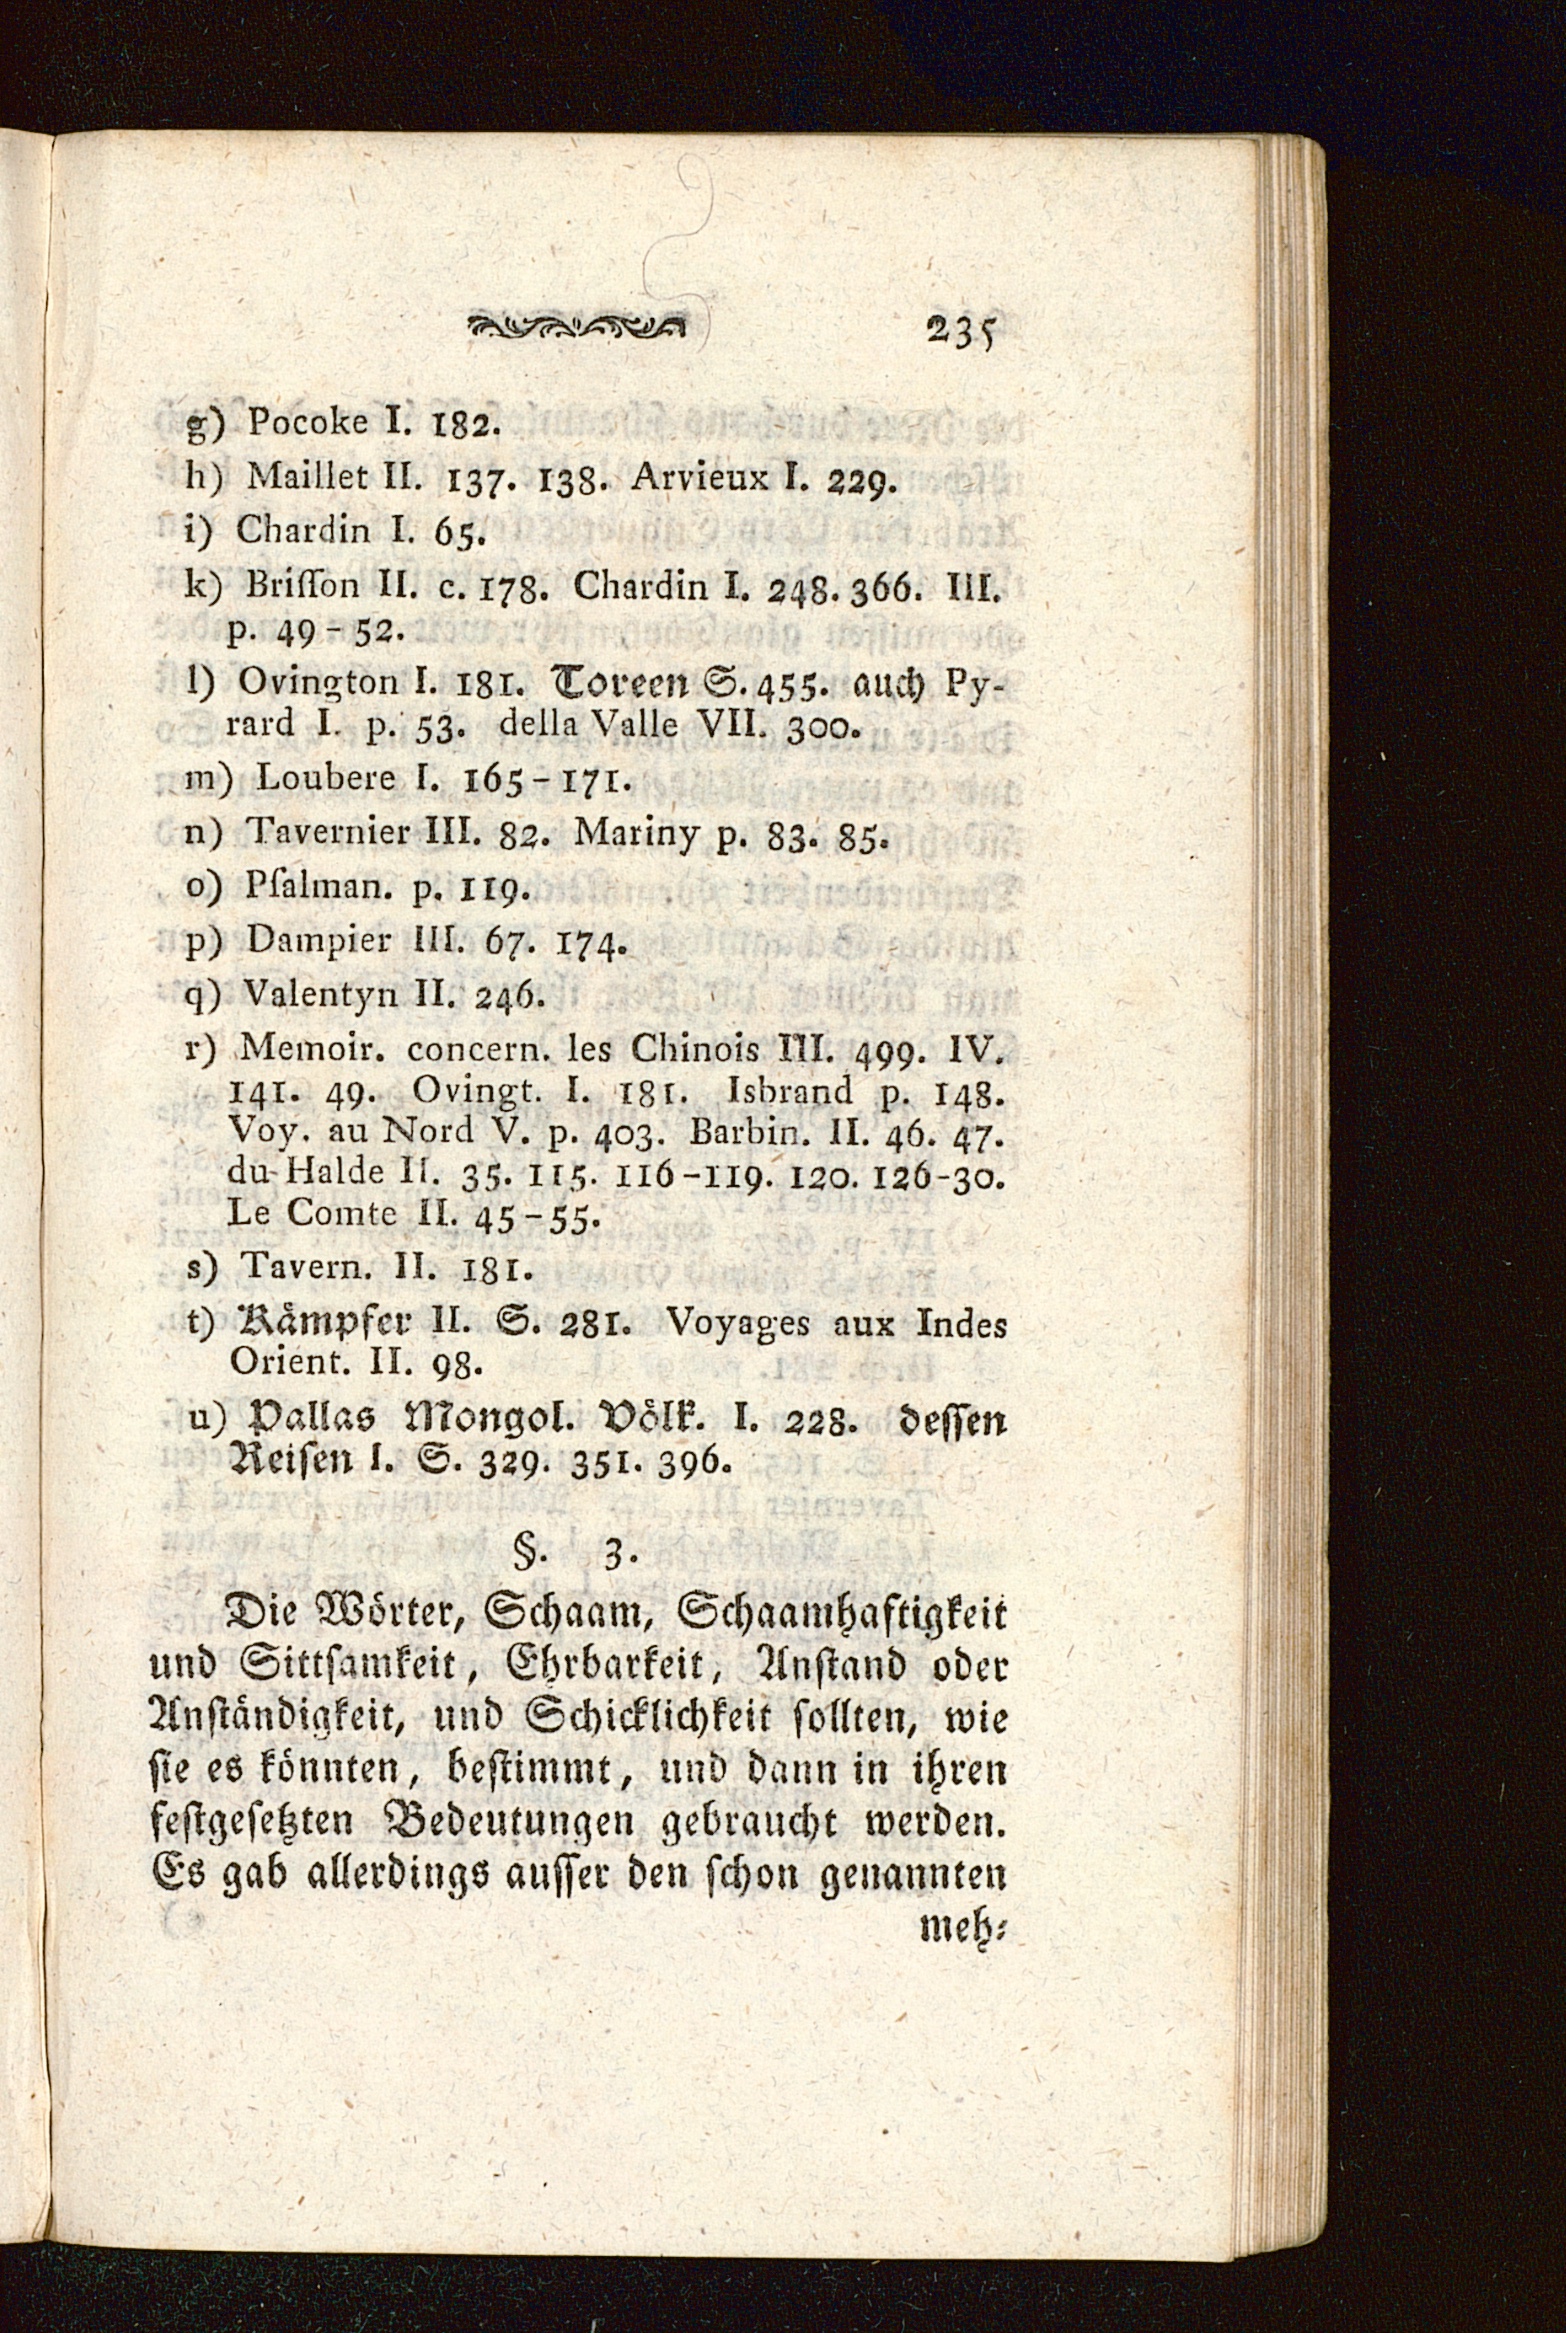 235
g) Pocoke I. 182.
h) Maillet II. 137. 138. Arvieux I. 229.
i) Chardin I. 65.
k) Briſſon II. c. 178. Chardin I. 248. 366. III.
p. 49-52.
l) Ovington I. 181. Toreen S. 455. auch Py-
rard I. p. 53. della Valle VII. 300.
m) Loubere I. 165-171.
n) Tavernier III. 82. Mariny p. 83. 85.
o) Pſalman. p. 119.
p) Dampier III. 67. 174.
q) Valentyn II. 246.
r) Memoir. concern. les Chinois III. 499. IV.
141. 49. Ovingt. I. 181. Isbrand p. 148.
Voy. au Nord V. p. 403. Barbin. II. 46. 47.
du Halde II. 35. 115. 116-119. 120. 126-30.
Le Comte II. 45-55.
s) Tavern. II. 181.
t) Kåmpfer II. S. 281. Voyages aux Indes
Orient. II. 98.
u) Pallas Mongol. Völk. I. 228. deſſen
Reiſen I. S. 329. 351. 396.
§. 3.
Die Wörter, Schaam, Schaamhaftigkeit
und Sittſamkeit, Ehrbarkeit, Anſtand oder
Anſtändigkeit, und Schicklichkeit ſollten, wie
ſie es könnten, beſtimmt, und dann in ihren
feſtgeſetzten Bedeutungen gebraucht werden.
Es gab allerdings auſſer den ſchon genannten
meh-